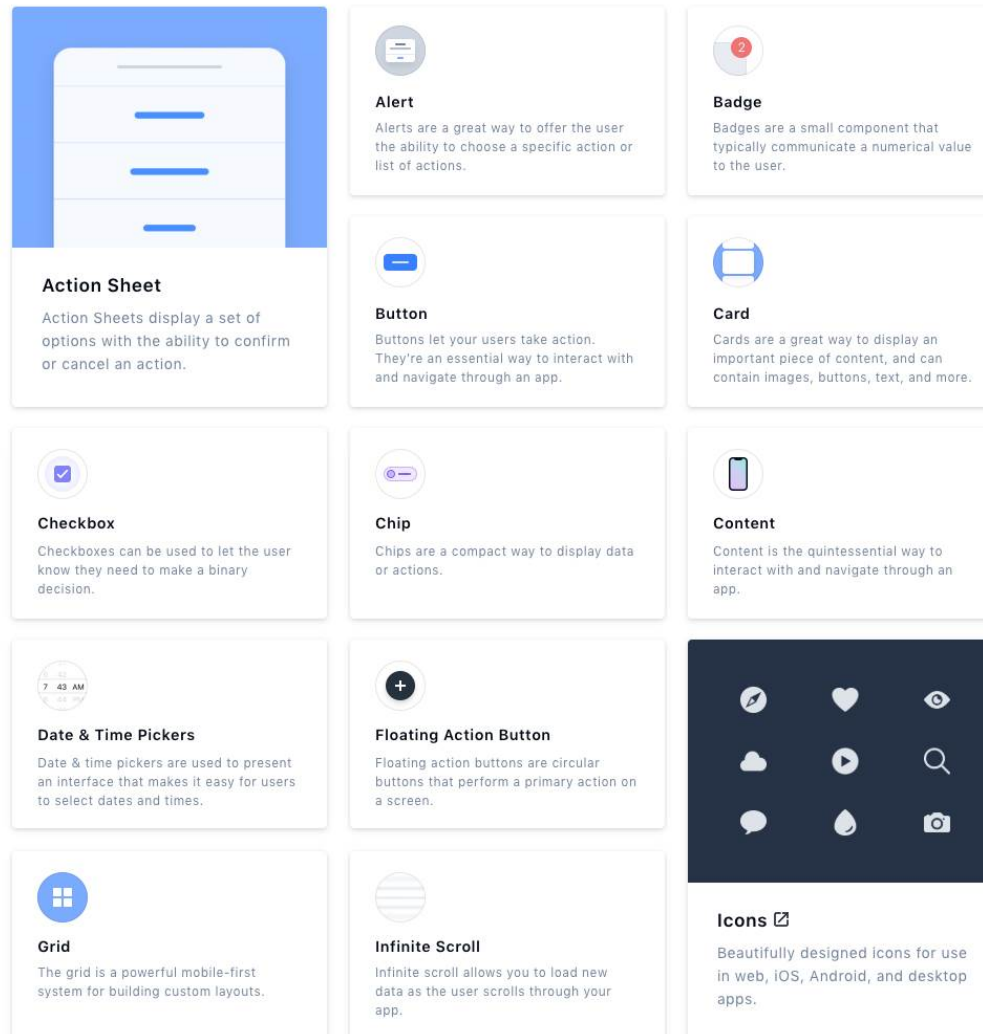 Action Sheet
Action Sheets display a set of
options with the ability to confirm
or cancel an action.
Alert
Alerts are a great way to offer the user
the ability to choose a specific action or
list of actions.
2
Badge
Badges are a small component that
typically communicate a numerical value
to the user.
Button
Buttons let your users take action.
They're an essential way to interact with
and navigate through an app.
Card
Cards are a great way to display an
important piece of content, and can
contain images, buttons, text, and more.
Checkbox
Checkboxes can be used to let the user
know they need to make a binary
decision.
Chip
Chips are a compact way to display data
or actions.
Content
Content is the quintessential way to
interact with and navigate through an
app.
7 43 AM
Date & Time Pickers
Date & time pickers are used to present
an interface that makes it easy for users
to select dates and times.
Floating Action Button
Floating action buttons are circular
buttons that perform a primary action on
a screen.
Icons
Beautifully designed icons for use
in web, iOS, Android, and desktop
apps.
Grid
The grid is a powerful mobile-first
system for building custom layouts.
Infinite Scroll
Infinite scroll allows you to load new
data as the user scrolls through your
app.